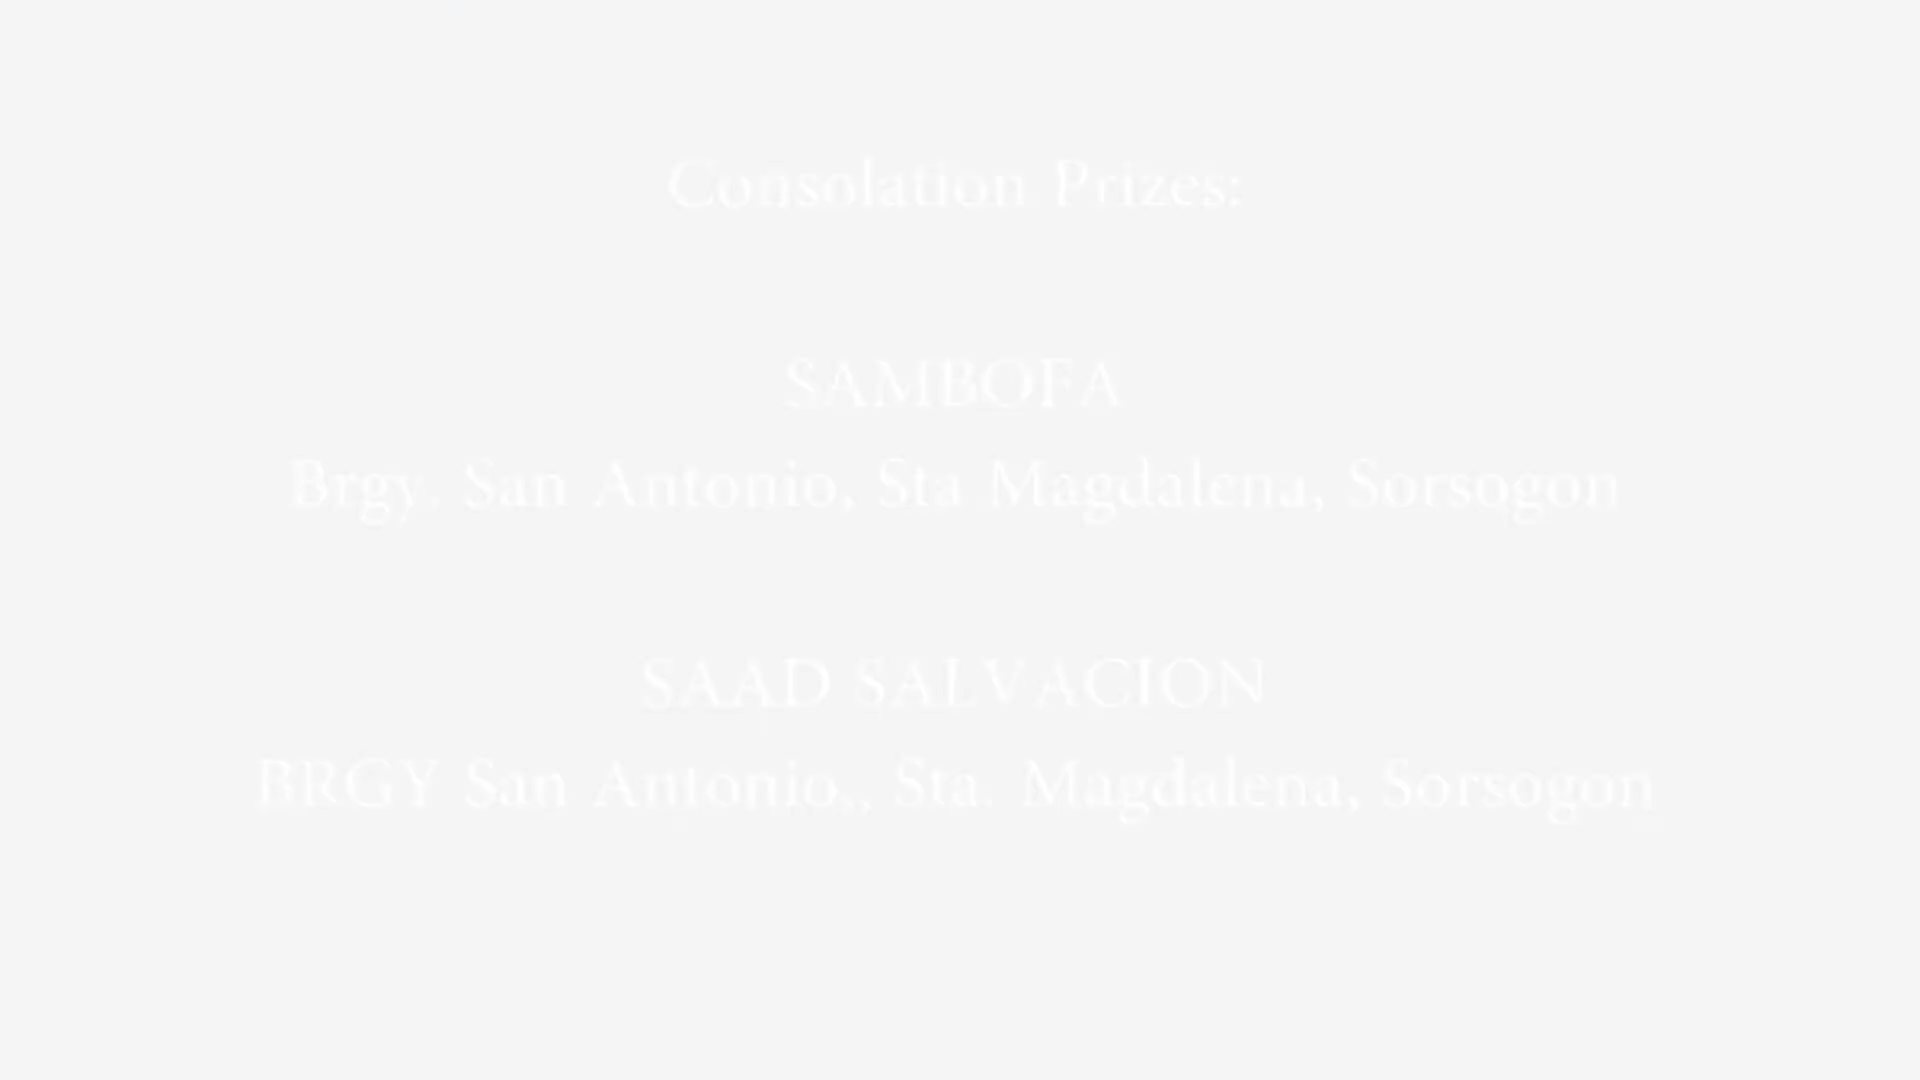 Consolation Prizes:
SAMBOFA
Brgy. San Antonio, Sta Magdalena, Sorsogon
SAAD SALVACION
BRGY San Antonio., Sta. Magdalena, Sorsogon